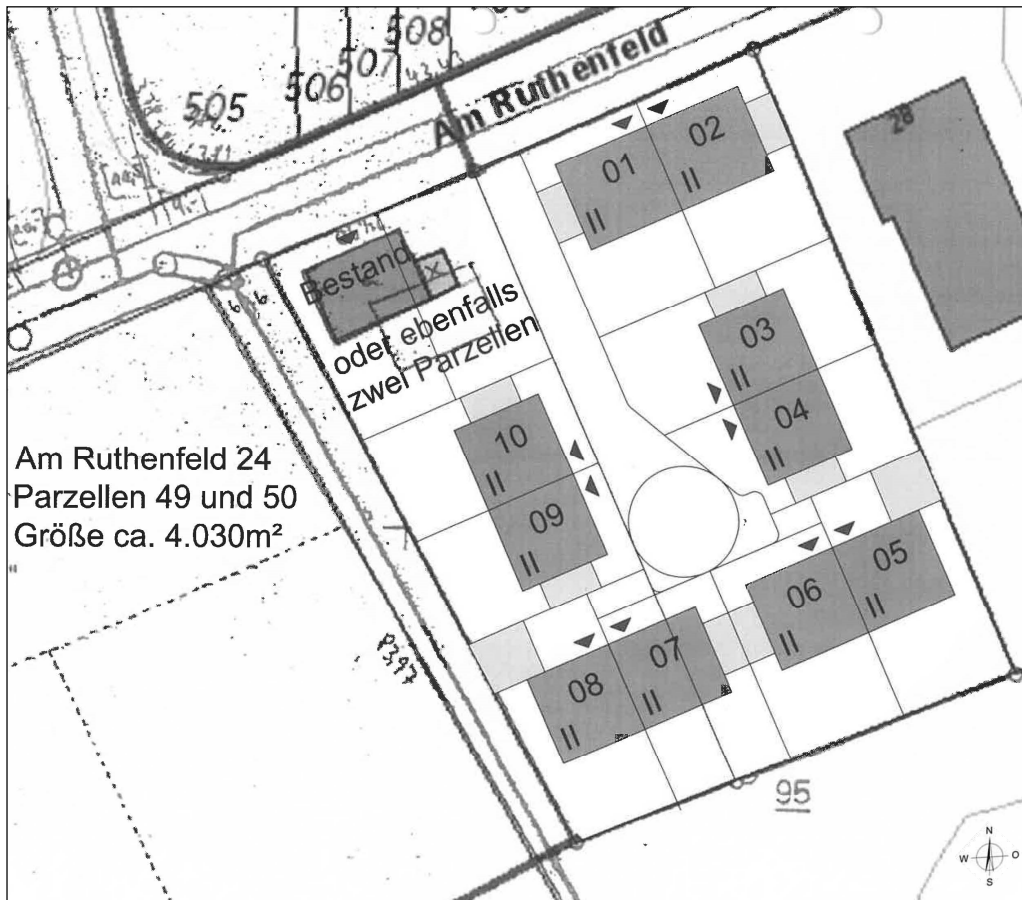 508
507
506
505
Am Ruthenfeld
28
02
01
II
II
Bestand
oder ebenfalls
zwei Parzellen
03
II
04
II
10
II
09
II
Am Ruthenfeld 24
Parzellen 49 und 50
Größe ca. 4.030m²
05
II
06
II
07
II
08
II
95
N
W
O
S